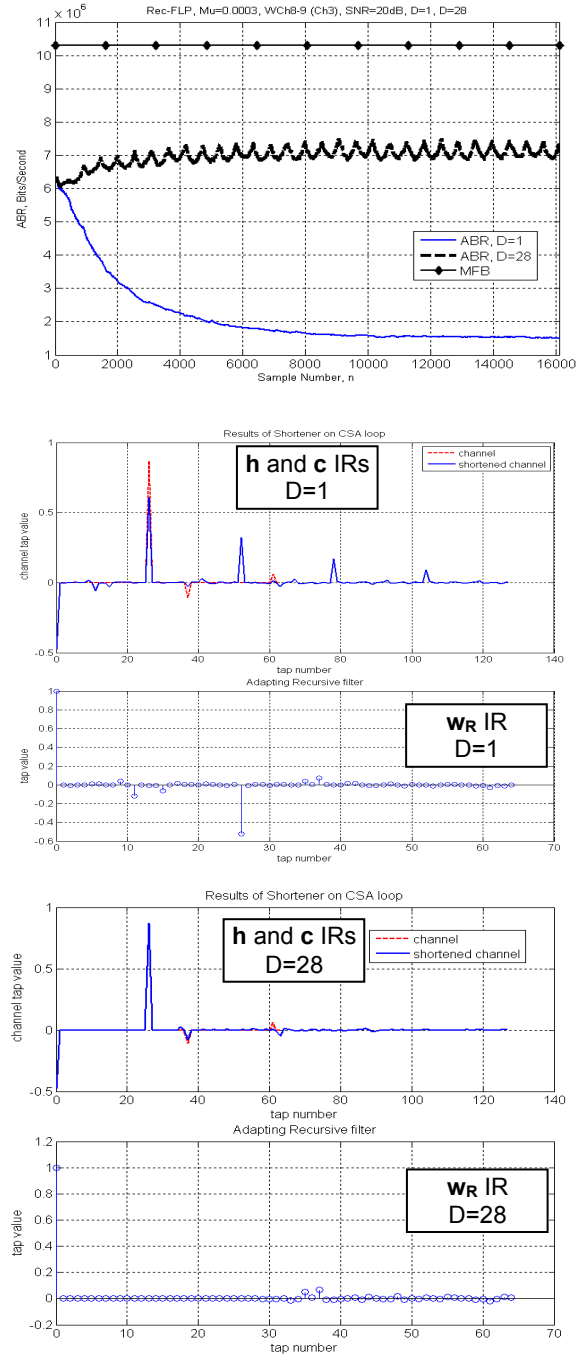 Rec-FLP, Mu=0.0003, WCh8-9 (Ch3), SNR=20dB, D=1, D=28
x 10^6
11
10
9
8
7
6
5
4
3
2
1
ABR, Bits/Second
ABR, D=1
ABR, D=28
MFB
0 2000 4000 6000 8000 10000 12000 14000 16000
Sample Number, n
Results of Shortener on CSA loop
h and c IRs
D=1
channel
shortened channel
1
0.5
0
-0.5
channel tap value
0 20 40 60 80 100 120 140
tap number
Adapting Recursive filter
wR IR
D=1
1
0.8
0.6
0.4
0.2
0
-0.2
-0.4
-0.6
tap value
0 10 20 30 40 50 60 70
tap number
Results of Shortener on CSA loop
h and c IRs
D=28
channel
shortened channel
1
0.5
0
-0.5
channel tap value
0 20 40 60 80 100 120 140
tap number
Adapting Recursive filter
wR IR
D=28
1.2
1
0.8
0.6
0.4
0.2
0
-0.2
tap value
0 10 20 30 40 50 60 70
tap number